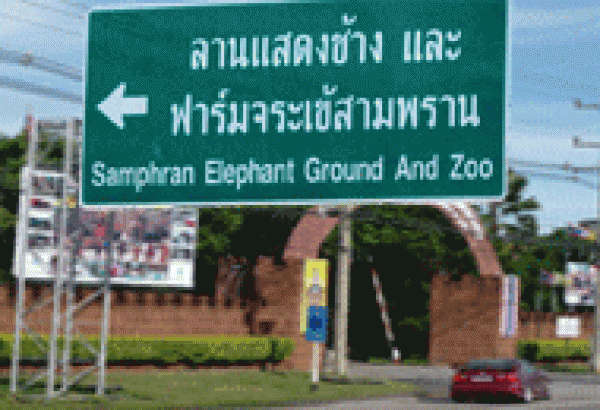 ลานแสดงช้าง และ
ฟาร์มจระเข้สามพราน
Samphran Elephant Ground And Zoo